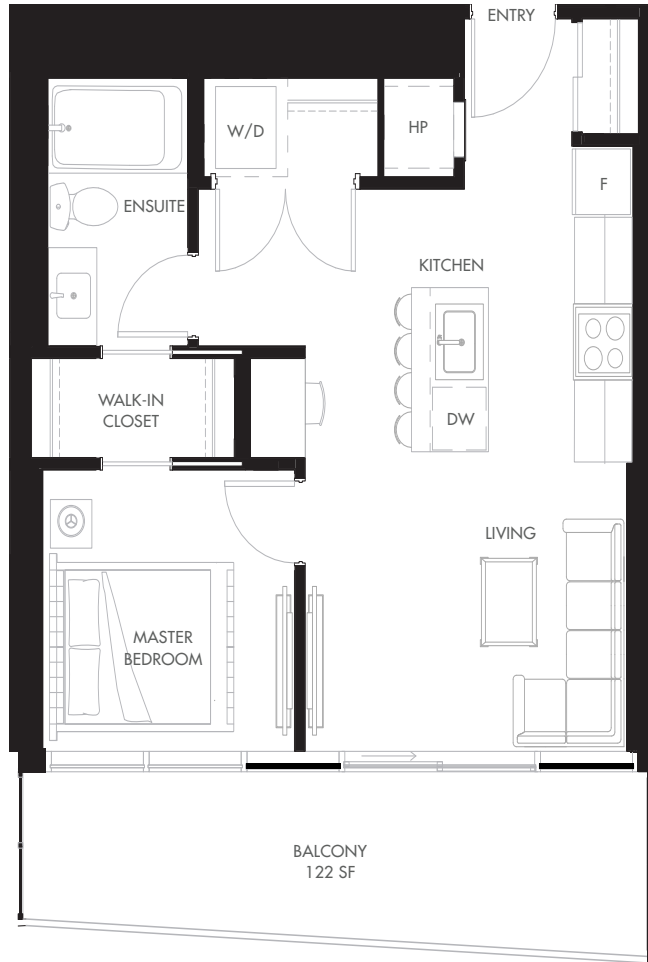 ENTRY
W/D
HP
F
ENSUITE
KITCHEN
WALK-IN
CLOSET
DW
LIVING
MASTER
BEDROOM
BALCONY
122 SF